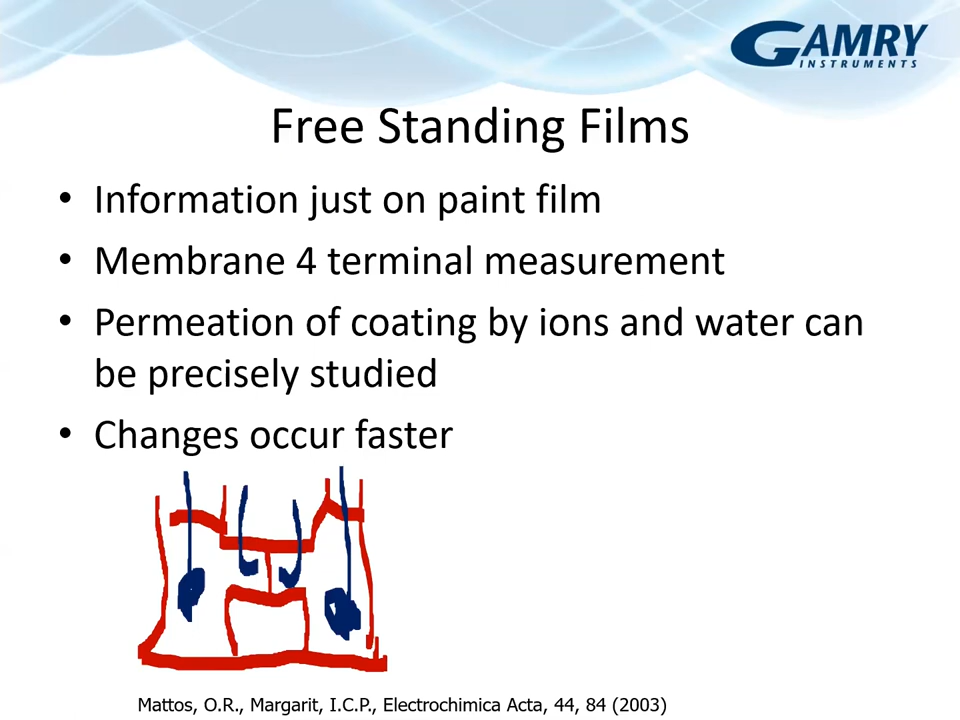 GAMRY
INSTRUMENTS
Free Standing Films
• Information just on paint film
• Membrane 4 terminal measurement
• Permeation of coating by ions and water can
be precisely studied
• Changes occur faster
Mattos, O.R., Margarit, I.C.P., Electrochimica Acta, 44, 84 (2003)